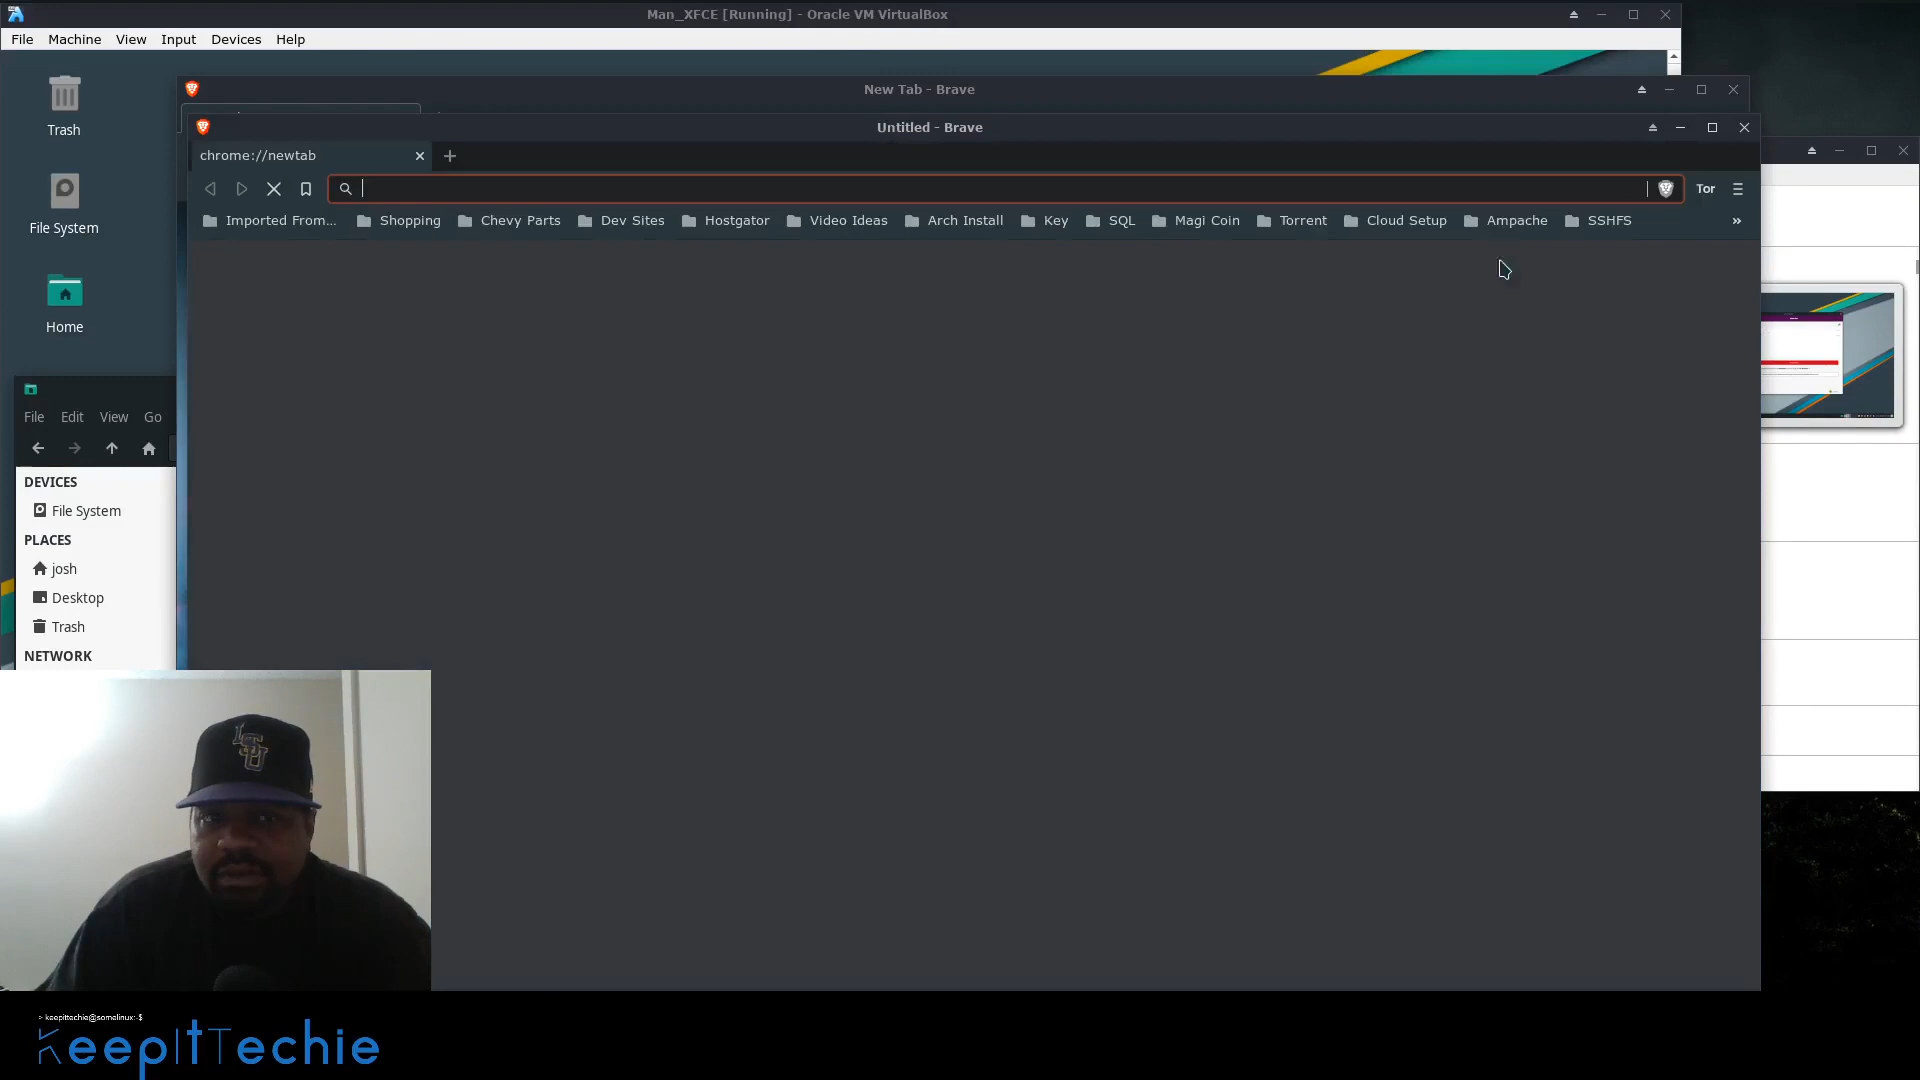 Man_XFCE [Running] - Oracle VM VirtualBox
File Machine View Input Devices Help
Trash
File System
Home
New Tab - Brave
Untitled - Brave
chrome://newtab
Tor
Imported From... Shopping Chevy Parts Dev Sites Hostgator Video Ideas Arch Install Key SQL Magi Coin Torrent Cloud Setup Ampache SSHFS »
File Edit View Go
DEVICES
File System
PLACES
josh
Desktop
Trash
NETWORK
> keepittechie@somelinux:~$
KeepItTechie